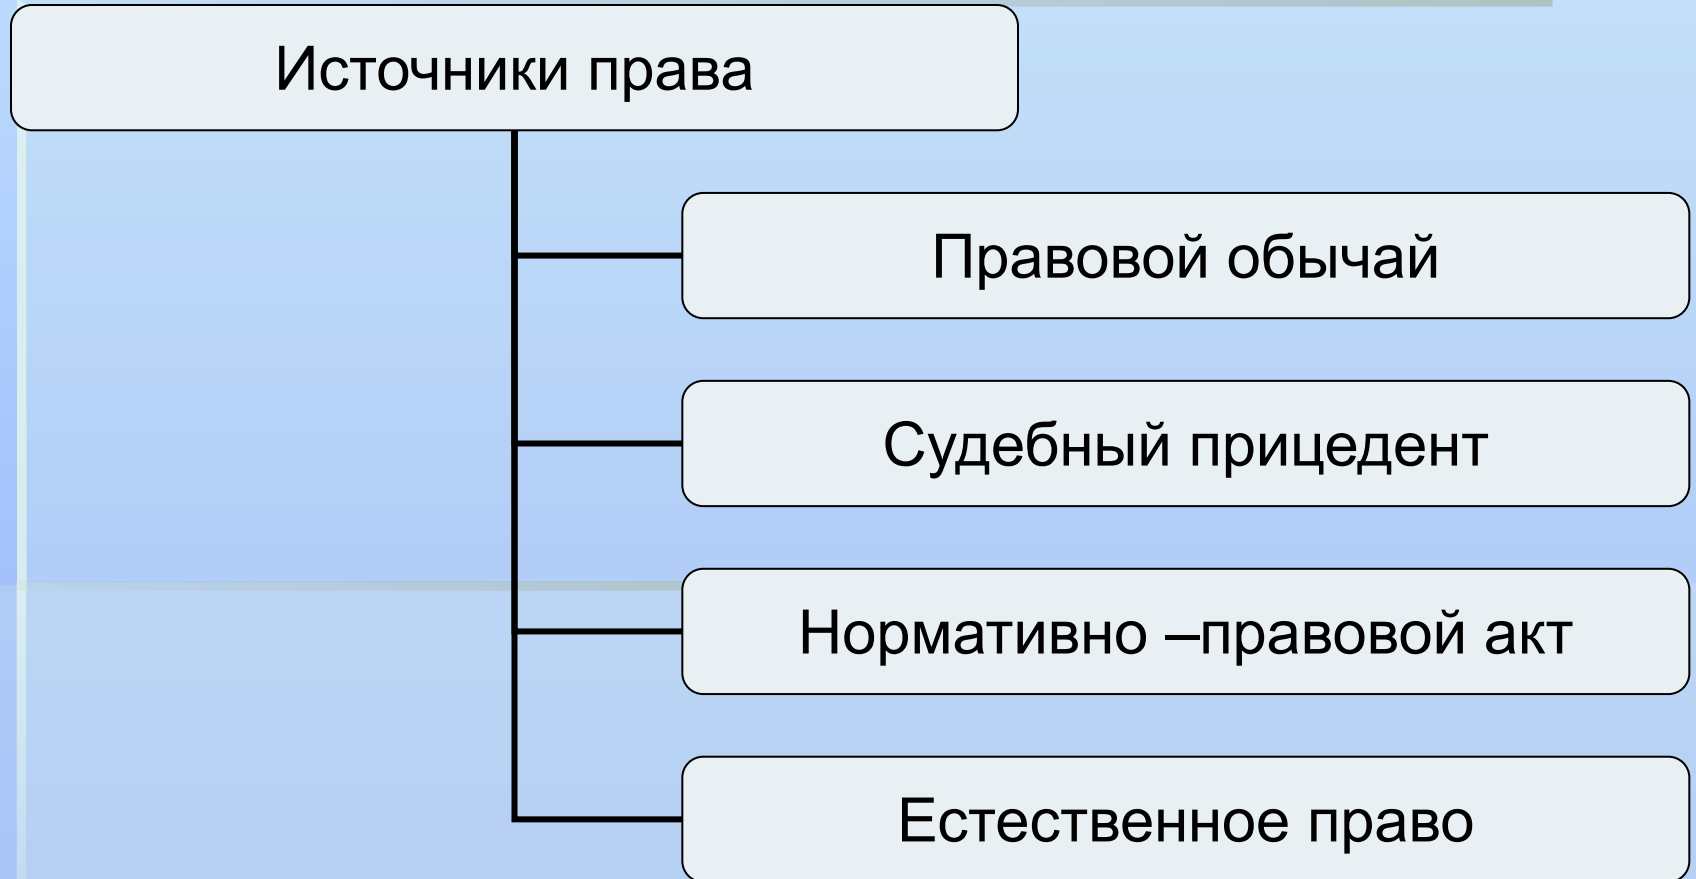 Источники права
Правовой обычай
Судебный прицедент
Нормативно –правовой акт
Естественное право